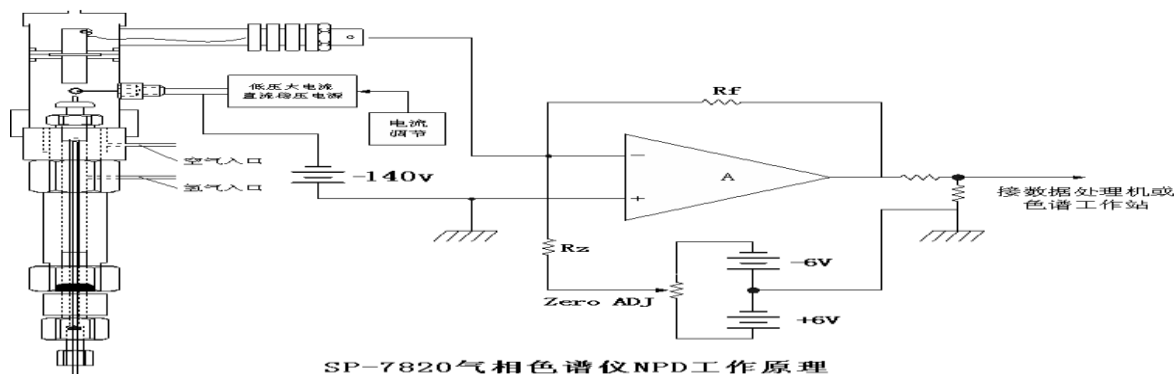 低压大电流
直流稳压电源
电流
调节
Rf
空气入口
氢气入口
-140v
−
A
+
接数据处理机或
色谱工作站
Rz
-6V
Zero ADJ
+6V
SP-7820气相色谱仪NPD工作原理